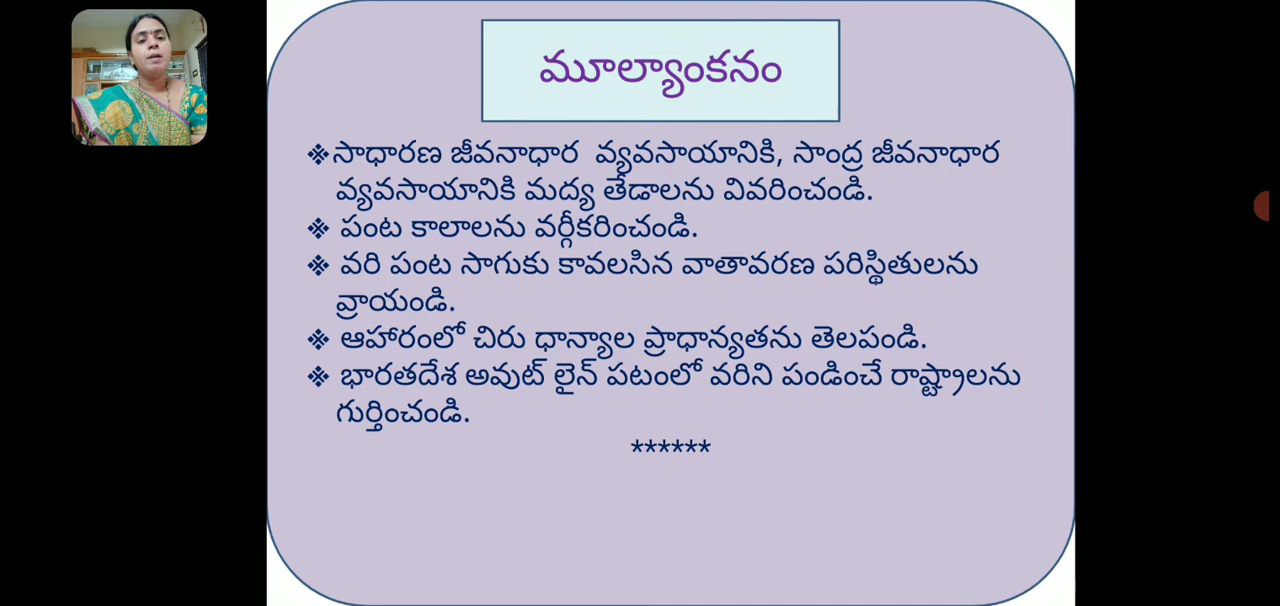 మూల్యాంకనం
❖సాధారణ జీవనాధార వ్యవసాయానికి, సాంద్ర జీవనాధార
వ్యవసాయానికి మద్య తేడాలను వివరించండి.
❖ పంట కాలాలను వర్గీకరించండి.
❖ వరి పంట సాగుకు కావలసిన వాతావరణ పరిస్థితులను
వ్రాయండి.
❖ ఆహారంలో చిరు ధాన్యాల ప్రాధాన్యతను తెలపండి.
❖ భారతదేశ అవుట్ లైన్ పటంలో వరిని పండించే రాష్ట్రాలను
గుర్తించండి.
******